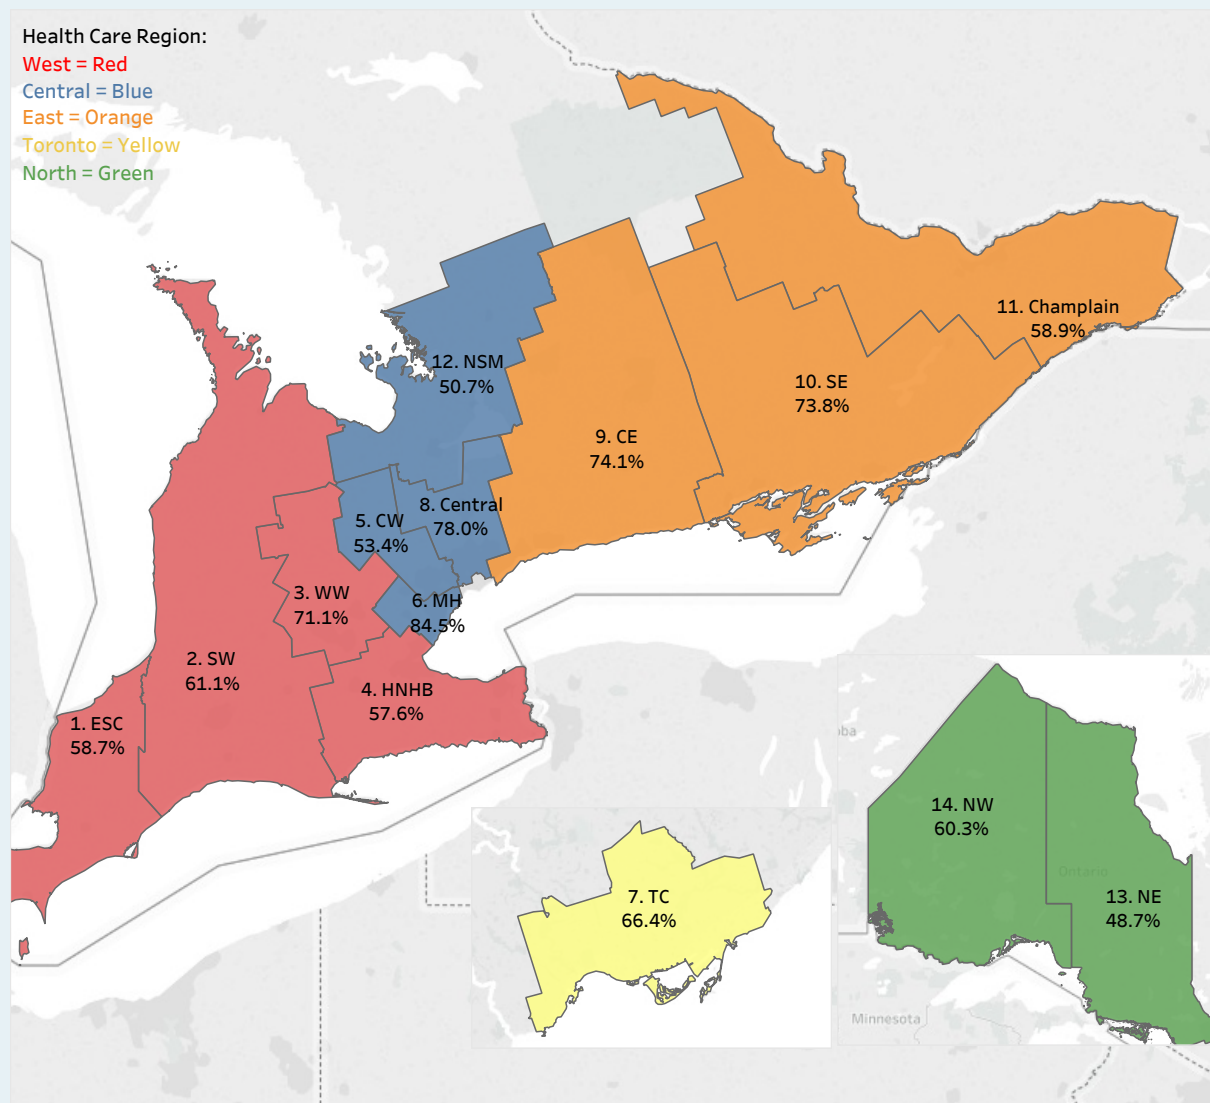 Health Care Region:
West = Red
Central = Blue
East = Orange
Toronto = Yellow
North = Green
11. Champlain
58.9%
12. NSM
50.7%
10. SE
73.8%
9. CE
74.1%
8. Central
78.0%
5. CW
53.4%
3. WW
71.1%
6. MH
84.5%
2. SW
61.1%
4. HNHB
57.6%
1. ESC
58.7%
ba
14. NW
60.3%
Ontario
13. NE
48.7%
7. TC
66.4%
Minnesota